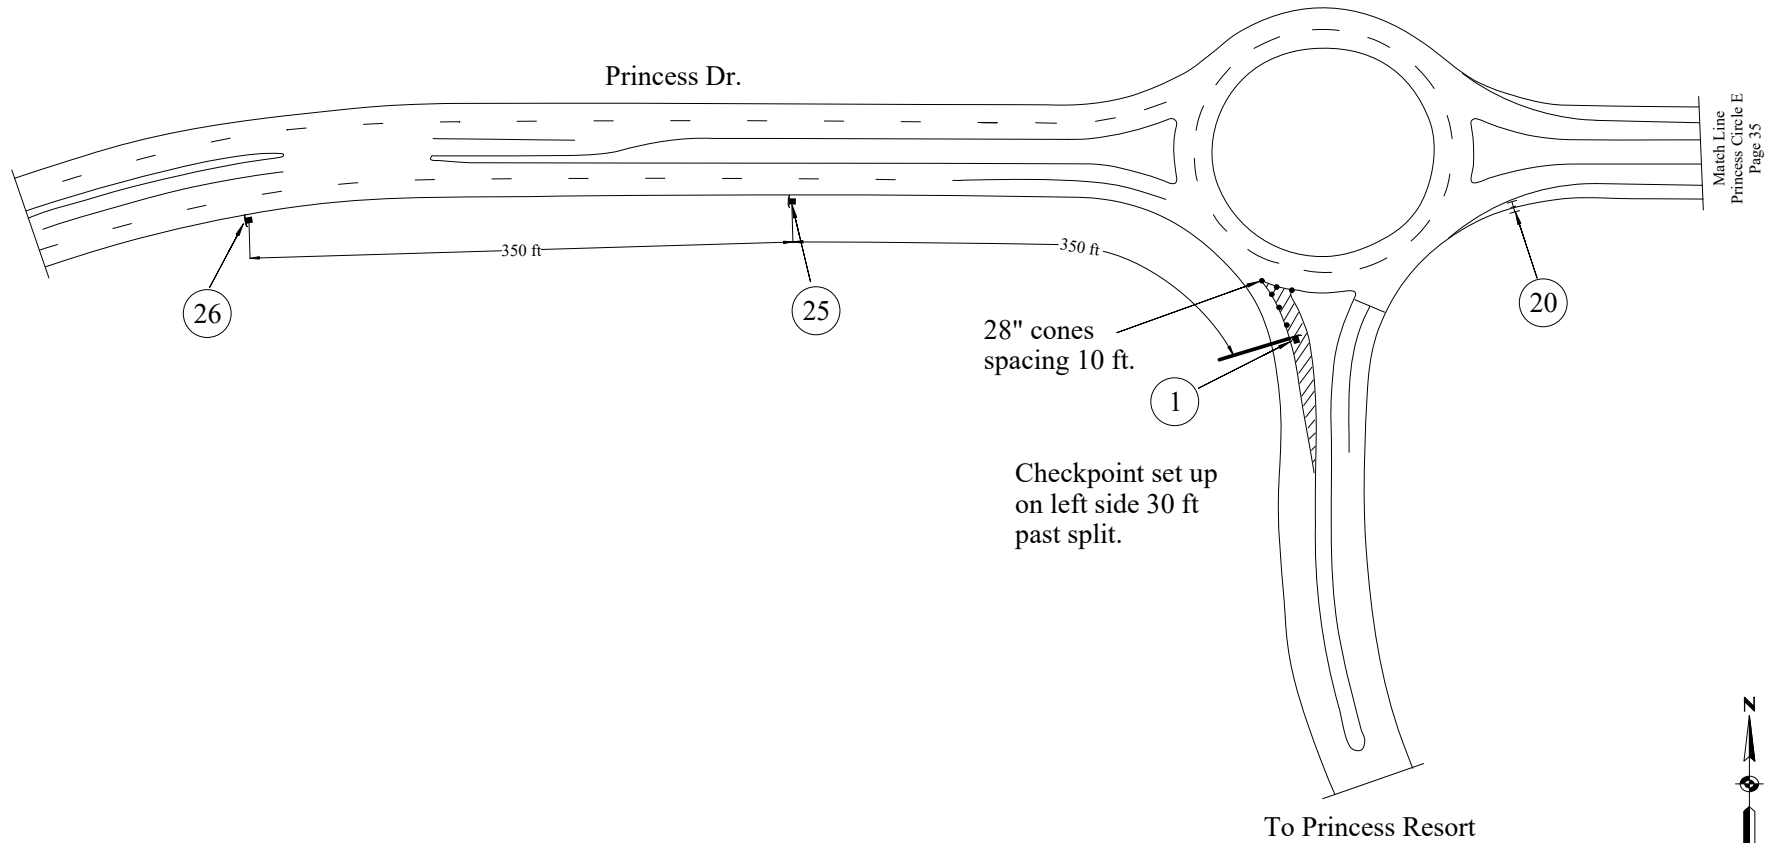 Princess Dr.
Match Line
Princess Circle E
Page 35
350 ft
350 ft
26
25
20
28" cones
spacing 10 ft.
1
Checkpoint set up
on left side 30 ft
past split.
N
To Princess Resort